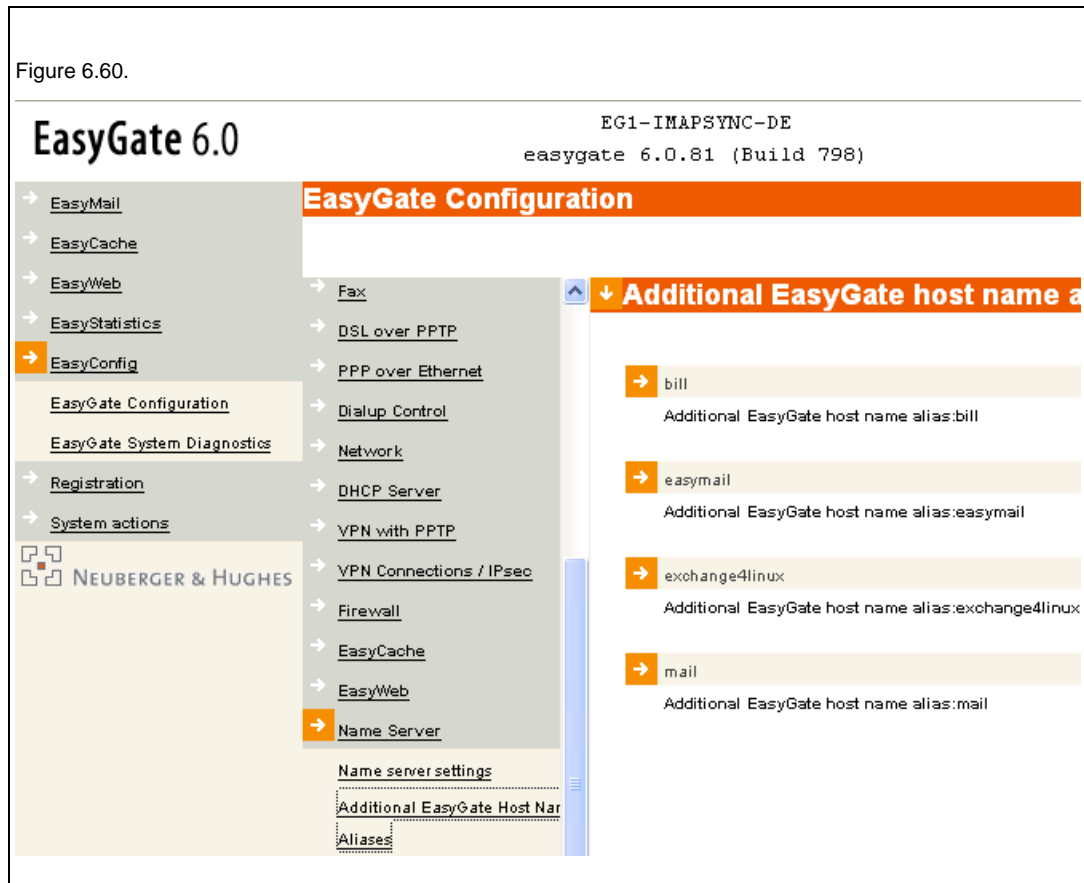 Figure 6.60.
EasyGate 6.0
EG1-IMAPSYNC-DE
easygate 6.0.81 (Build 798)
EasyMail
EasyCache
EasyWeb
EasyStatistics
EasyConfig
EasyGate Configuration
EasyGate System Diagnostics
Registration
System actions
NEUBERGER & HUGHES
EasyGate Configuration
Fax
DSL over PPTP
PPP over Ethernet
Dialup Control
Network
DHCP Server
VPN with PPTP
VPN Connections / IPsec
Firewall
EasyCache
EasyWeb
Name Server
Name server settings
Additional EasyGate Host Nar
Aliases
Additional EasyGate host name a
bill
Additional EasyGate host name alias:bill
easymail
Additional EasyGate host name alias:easymail
exchange4linux
Additional EasyGate host name alias:exchange4linux
mail
Additional EasyGate host name alias:mail